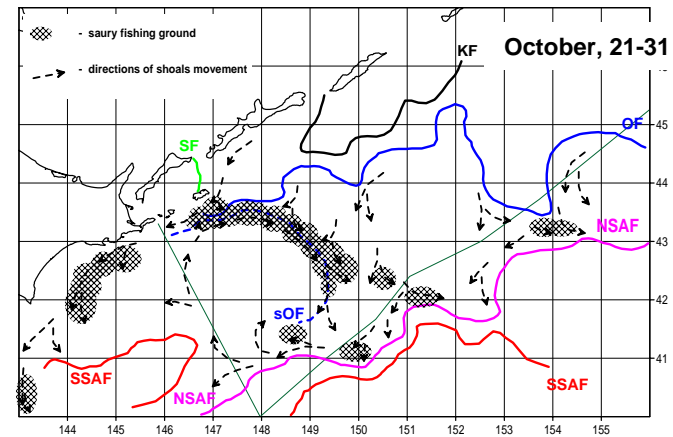 - saury fishing ground
- directions of shoals movement
October, 21-31
KF
OF
SF
NSAF
sOF
SSAF
NSAF
SSAF
45
44
43
42
41
144 145 146 147 148 149 150 151 152 153 154 155